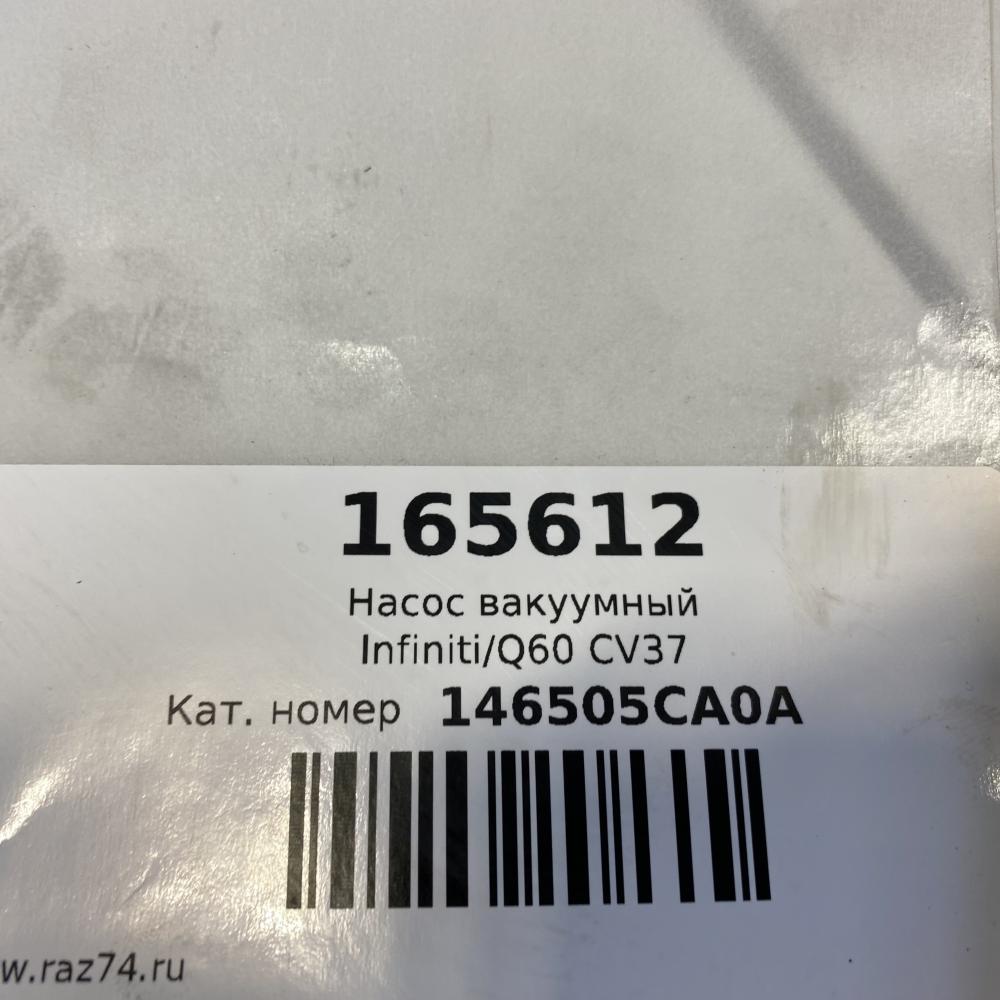 165612
Насос вакуумный
Infiniti/Q60 CV37
Кат. номер 146505CA0A
w.raz74.ru